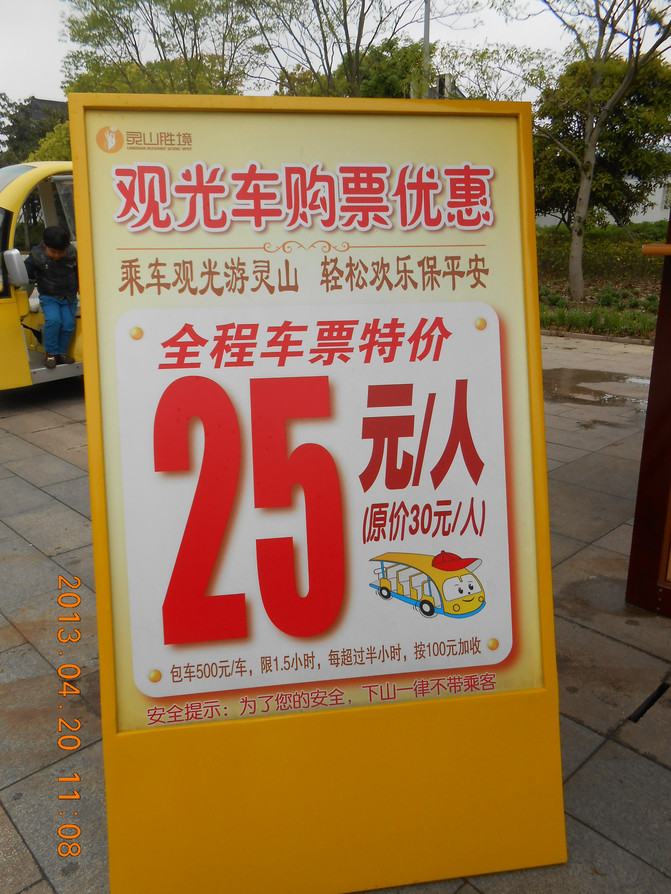 灵山胜境
观光车购票优惠
乘车观光游灵山 轻松欢乐保平安
全程车票特价
25元/人
(原价30元/人)
包车500元/车，限1.5小时，每超过半小时，按100元加收
安全提示：为了您的安全，下山一律不带乘客
2013.04.20 11:08